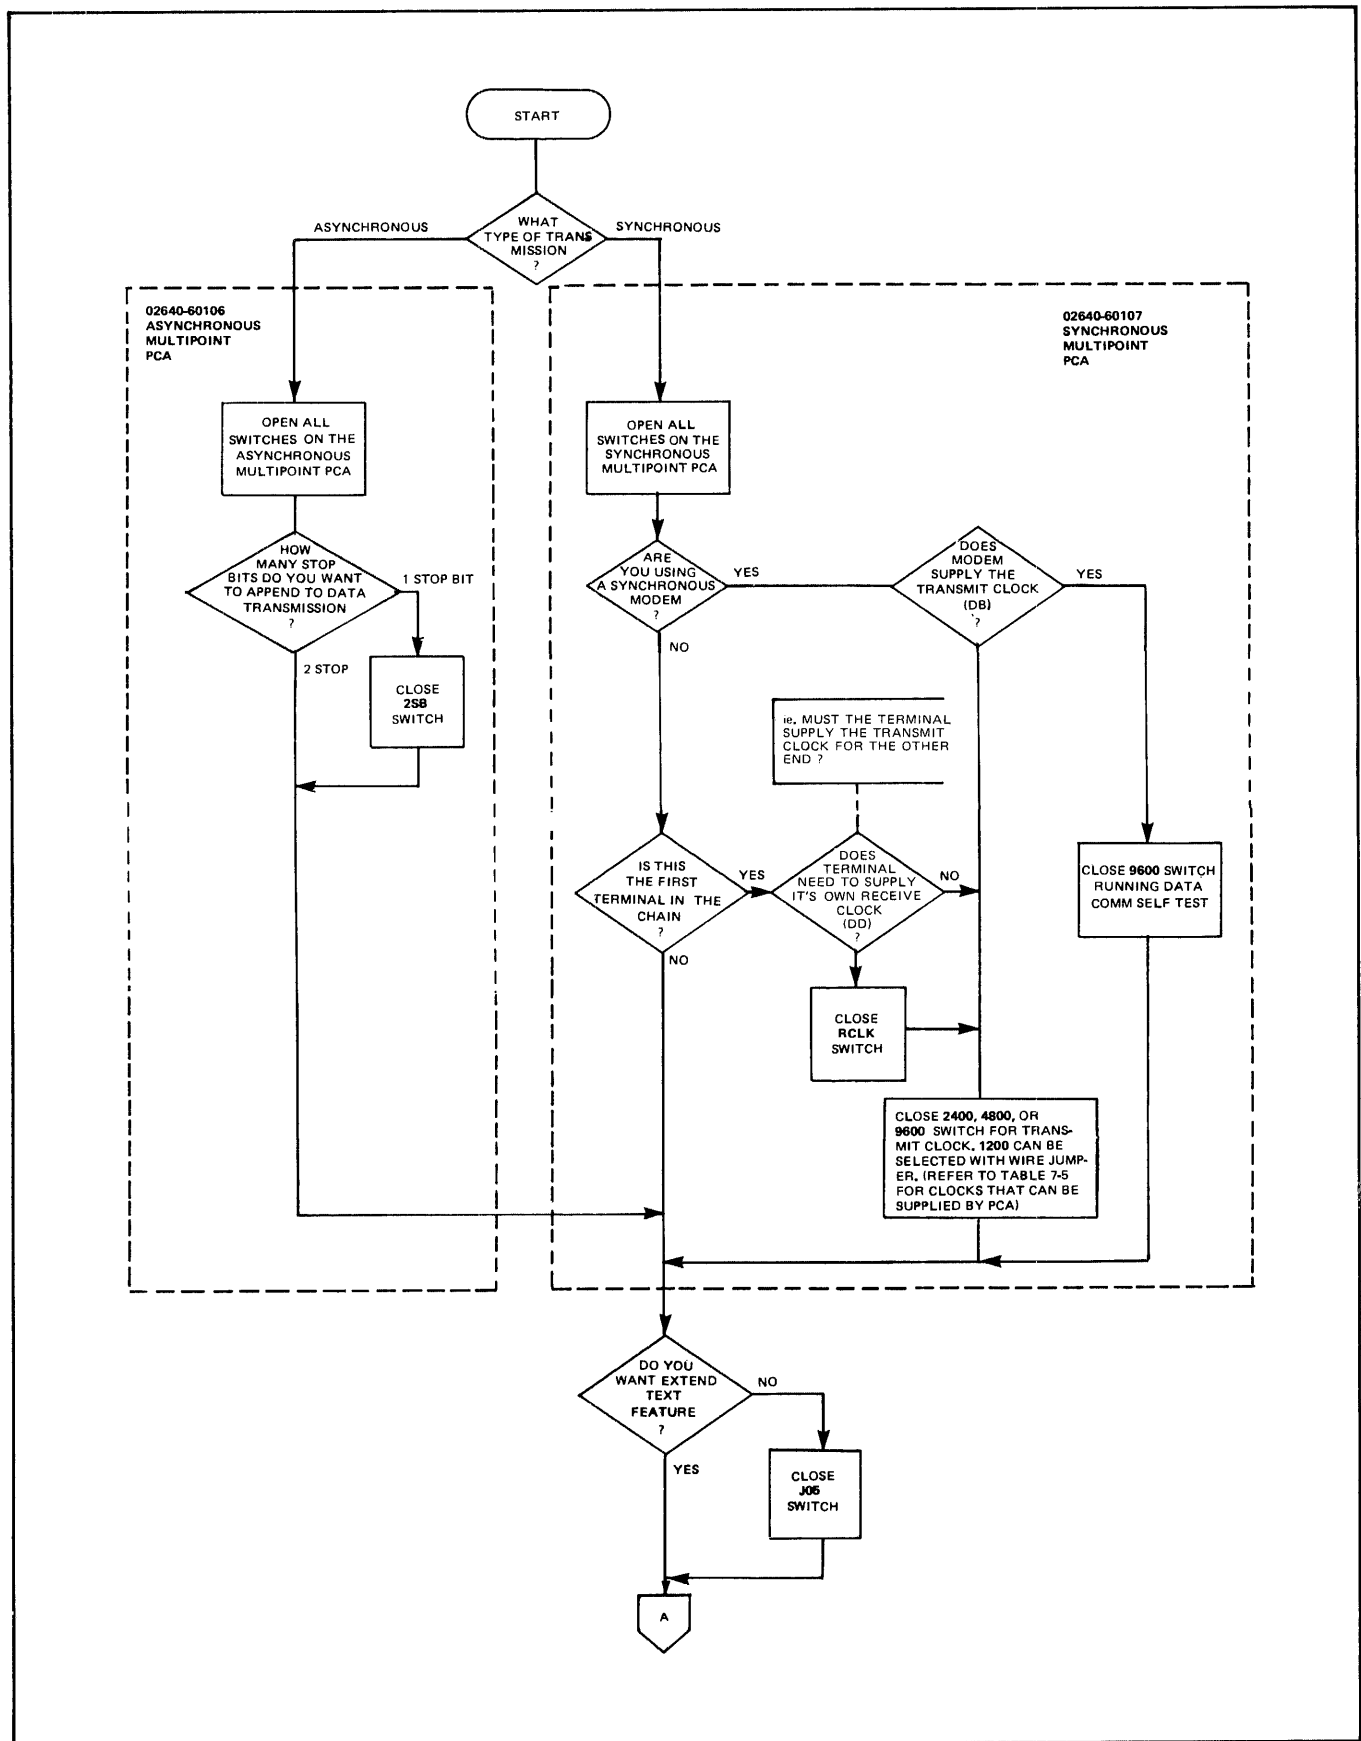 START
WHAT
TYPE OF TRANS
MISSION
?
ASYNCHRONOUS
SYNCHRONOUS
02640-60106
ASYNCHRONOUS
MULTIPOINT
PCA
02640-60107
SYNCHRONOUS
MULTIPOINT
PCA
OPEN ALL
SWITCHES ON THE
ASYNCHRONOUS
MULTIPOINT PCA
OPEN ALL
SWITCHES ON THE
SYNCHRONOUS
MULTIPOINT PCA
HOW
MANY STOP
BITS DO YOU WANT
TO APPEND TO DATA
TRANSMISSION
?
1 STOP BIT
2 STOP
CLOSE
2SB
SWITCH
ARE
YOU USING
A SYNCHRONOUS
MODEM
?
YES
NO
DOES
MODEM
SUPPLY THE
TRANSMIT CLOCK
(DB)
?
YES
ie. MUST THE TERMINAL
SUPPLY THE TRANSMIT
CLOCK FOR THE OTHER
END ?
IS THIS
THE FIRST
TERMINAL IN THE
CHAIN
?
YES
NO
DOES
TERMINAL
NEED TO SUPPLY
IT'S OWN RECEIVE
CLOCK
(DD)
?
NO
CLOSE 9600 SWITCH
RUNNING DATA
COMM SELF TEST
CLOSE
RCLK
SWITCH
CLOSE 2400, 4800, OR
9600 SWITCH FOR TRANS-
MIT CLOCK. 1200 CAN BE
SELECTED WITH WIRE JUMP-
ER. (REFER TO TABLE 7-5
FOR CLOCKS THAT CAN BE
SUPPLIED BY PCA)
DO YOU
WANT EXTEND
TEXT
FEATURE
?
NO
YES
CLOSE
J05
SWITCH
A